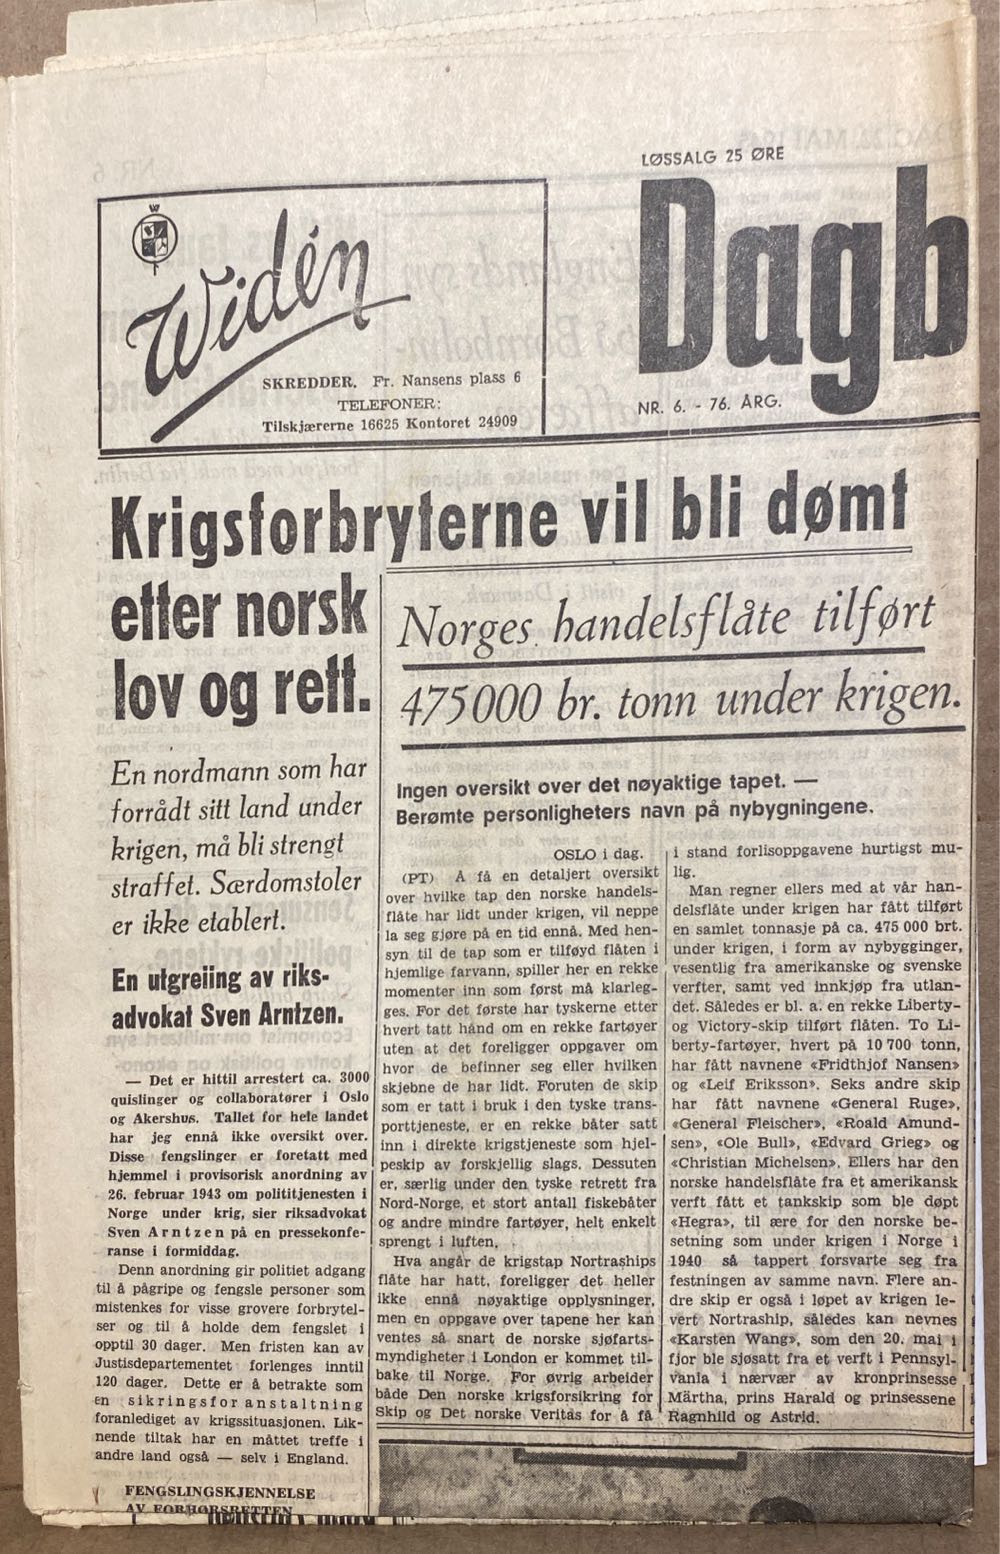 LØSSALG 25 ØRE
Widén
SKREDDER. Fr. Nansens plass 6
TELEFONER:
Tilskjærerne 16625 Kontoret 24909
Dagb
NR. 6. - 76. ÅRG.
Krigsforbryterne vil bli dømt
etter norsk
lov og rett.
En nordmann som har
forrådt sitt land under
krigen, må bli strengt
straffet. Særdomstoler
er ikke etablert.
En utgreiing av riks-
advokat Sven Arntzen.
— Det er hittil arrestert ca. 3000
quislinger og collaboratører i Oslo
og Akershus. Tallet for hele landet
har jeg ennå ikke oversikt over.
Disse fengslinger er foretatt med
hjemmel i provisorisk anordning av
26. februar 1943 om polititjenesten i
Norge under krig, sier riksadvokat
Sven Arntzen på en pressekonfe-
ranse i formiddag.
Denn anordning gir politiet adgang
til å pågripe og fengsle personer som
mistenkes for visse grovere forbrytel-
ser og til å holde dem fengslet i
opptil 30 dager. Men fristen kan av
Justisdepartementet forlenges inntil
120 dager. Dette er å betrakte som
en sikringsforanstaltning
foranlediget av krigssituasjonen. Lik-
nende tiltak har en måttet treffe i
andre land også — selv i England.
FENGSLINGSKJENNELSE
AV FORHØRSRETTEN
Norges handelsflåte tilført
475000 br. tonn under krigen.
Ingen oversikt over det nøyaktige tapet. —
Berømte personligheters navn på nybygningene.
OSLO i dag.
(PT) Å få en detaljert oversikt
over hvilke tap den norske handels-
flåte har lidt under krigen, vil neppe
la seg gjøre på en tid ennå. Med hen-
syn til de tap som er tilføyd flåten i
hjemlige farvann, spiller her en rekke
momenter inn som først må klarleg-
ges. For det første har tyskerne etter
hvert tatt hånd om en rekke fartøyer
uten at det foreligger oppgaver om
hvor de befinner seg eller hvilken
skjebne de har lidt. Foruten de skip
som er tatt i bruk i den tyske trans-
porttjeneste, er en rekke båter satt
inn i direkte krigstjeneste som hjel-
peskip av forskjellig slags. Dessuten
er, særlig under den tyske retrett fra
Nord-Norge, et stort antall fiskebåter
og andre mindre fartøyer, helt enkelt
sprengt i luften.
Hva angår de krigstap Nortraships
flåte har hatt, foreligger det heller
ikke ennå nøyaktige opplysninger,
men en oppgave over tapene her kan
ventes så snart de norske sjøfarts-
myndigheter i London er kommet til-
bake til Norge. For øvrig arbeider
både Den norske krigsforsikring for
Skip og Det norske Veritas for å få
i stand forlisoppgavene hurtigst mu-
lig.
Man regner ellers med at vår han-
delsflåte under krigen har fått tilført
en samlet tonnasje på ca. 475 000 brt.
under krigen, i form av nybygginger,
vesentlig fra amerikanske og svenske
verfter, samt ved innkjøp fra utlan-
det. Således er bl. a. en rekke Liberty-
og Victory-skip tilført flåten. To Li-
berty-fartøyer, hvert på 10 700 tonn,
har fått navnene «Fridthjof Nansen»
og «Leif Eriksson». Seks andre skip
har fått navnene «General Ruge»,
«General Fleischer», «Roald Amund-
sen», «Ole Bull», «Edvard Grieg» og
«Christian Michelsen». Ellers har den
norske handelsflåte fra et amerikansk
verft fått et tankskip som ble døpt
«Hegra», til ære for den norske be-
setning som under krigen i Norge i
1940 så tappert forsvarte seg fra
festningen av samme navn. Flere an-
dre skip er også i løpet av krigen le-
vert Nortraship, således kan nevnes
«Karsten Wang», som den 20. mai i
fjor ble sjøsatt fra et verft i Pennsyl-
vania i nærvær av kronprinsesse
Märtha, prins Harald og prinsessene
Ragnhild og Astrid.